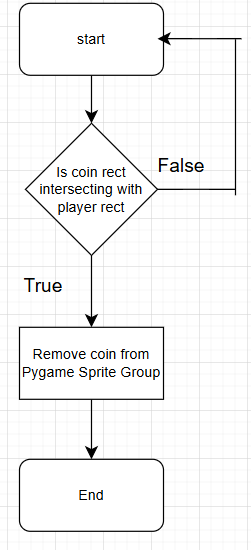 start
Is coin rect
intersecting with
player rect
False
True
Remove coin from
Pygame Sprite Group
End